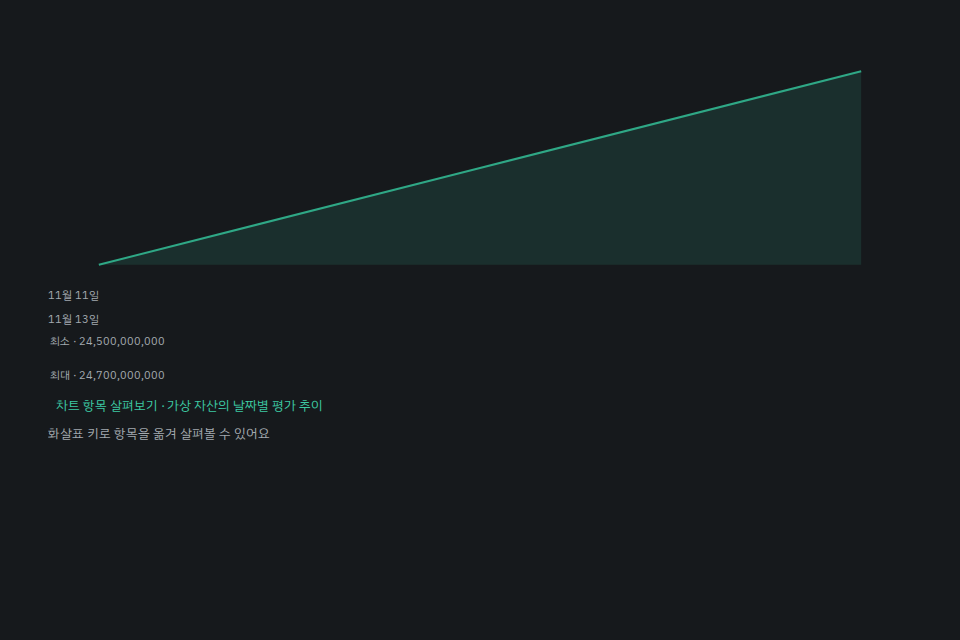 11월 11일
11월 13일
최소 · 24,500,000,000
최대 · 24,700,000,000
차트 항목 살펴보기 · 가상 자산의 날짜별 평가 추이
화살표 키로 항목을 옮겨 살펴볼 수 있어요